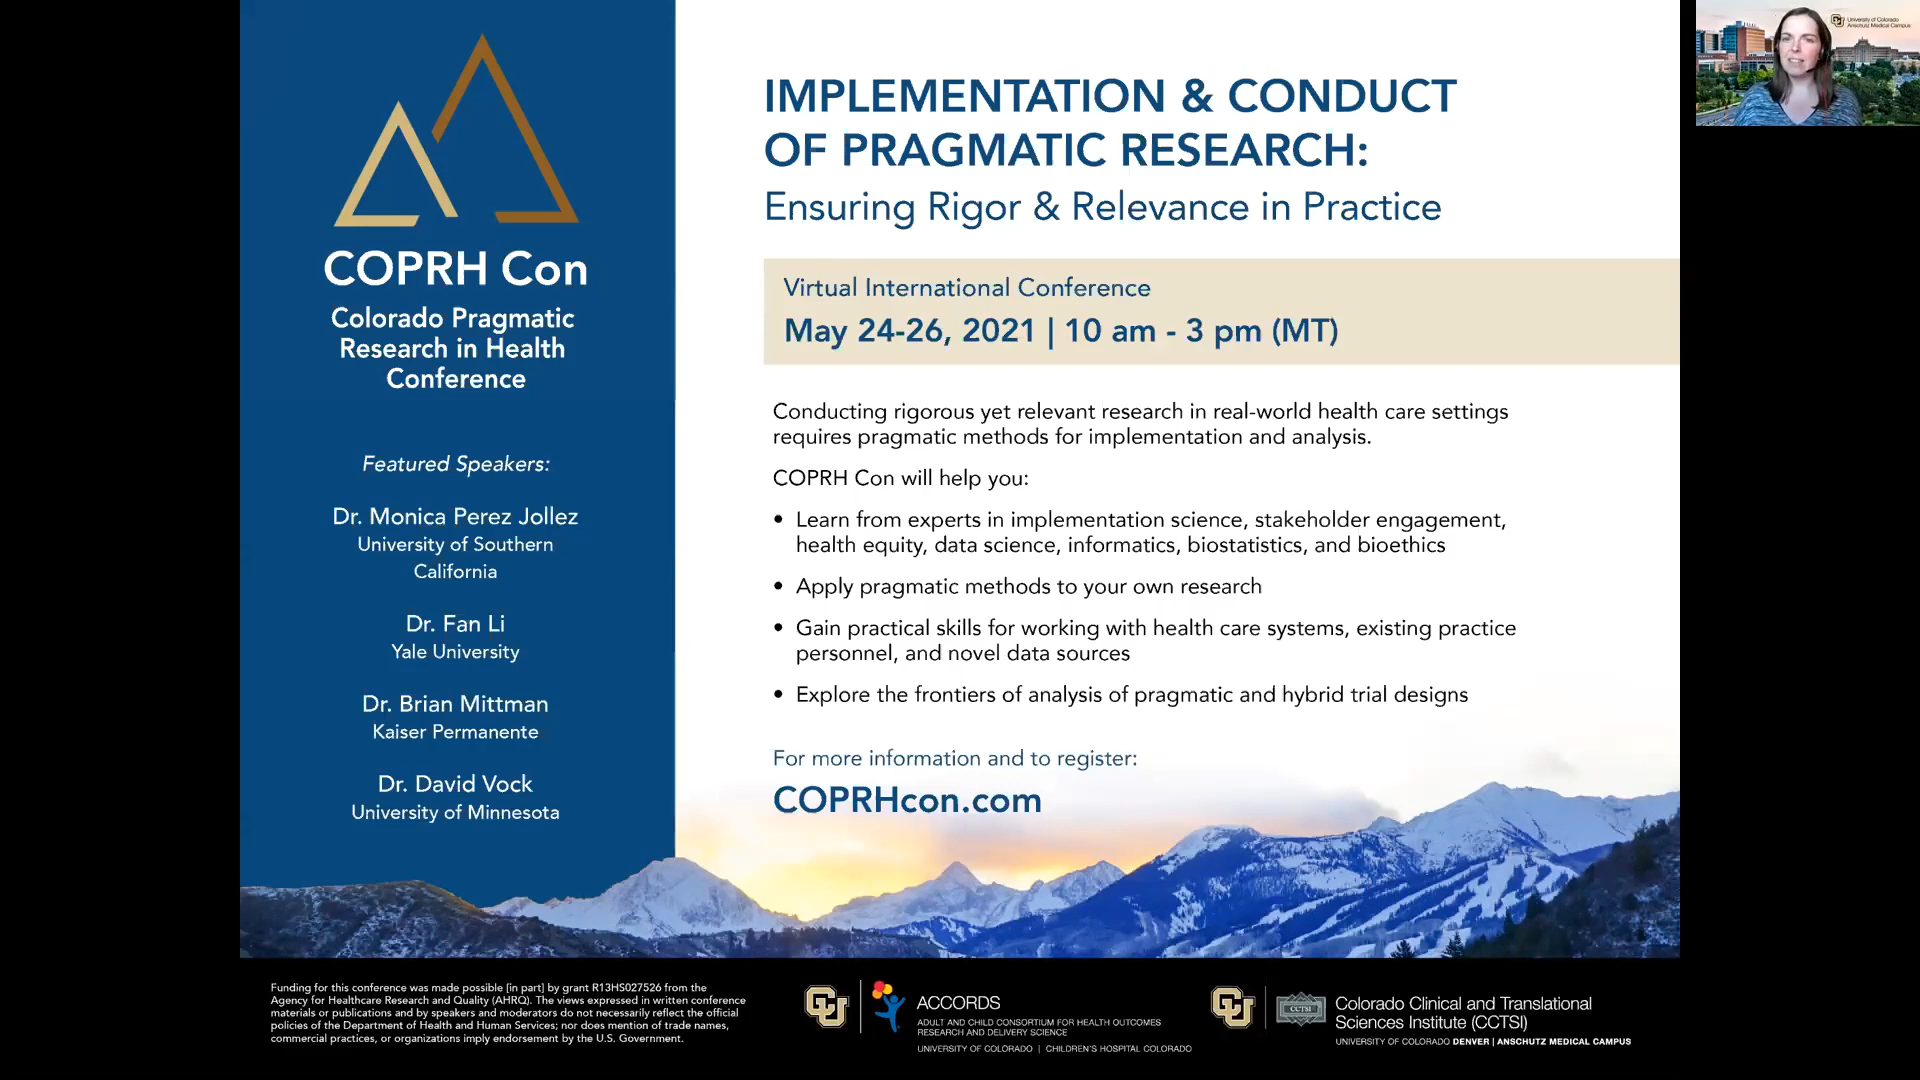 COPRH Con
Colorado Pragmatic
Research in Health
Conference
Featured Speakers:
Dr. Monica Perez Jollez
University of Southern
California
Dr. Fan Li
Yale University
Dr. Brian Mittman
Kaiser Permanente
Dr. David Vock
University of Minnesota
IMPLEMENTATION & CONDUCT
OF PRAGMATIC RESEARCH:
Ensuring Rigor & Relevance in Practice
Virtual International Conference
May 24-26, 2021 | 10 am - 3 pm (MT)
Conducting rigorous yet relevant research in real-world health care settings
requires pragmatic methods for implementation and analysis.
COPRH Con will help you:
• Learn from experts in implementation science, stakeholder engagement,
health equity, data science, informatics, biostatistics, and bioethics
• Apply pragmatic methods to your own research
• Gain practical skills for working with health care systems, existing practice
personnel, and novel data sources
• Explore the frontiers of analysis of pragmatic and hybrid trial designs
For more information and to register:
COPRHcon.com
University of Colorado
Anschutz Medical Campus
Funding for this conference was made possible [in part] by grant R13HS027526 from the
Agency for Healthcare Research and Quality (AHRQ). The views expressed in written conference
materials or publications and by speakers and moderators do not necessarily reflect the official
policies of the Department of Health and Human Services; nor does mention of trade names,
commercial practices, or organizations imply endorsement by the U.S. Government.
CU
ACCORDS
ADULT AND CHILD CONSORTIUM FOR HEALTH OUTCOMES
RESEARCH AND DELIVERY SCIENCE
UNIVERSITY OF COLORADO | CHILDREN'S HOSPITAL COLORADO
CU
CCTSI
Colorado Clinical and Translational
Sciences Institute (CCTSI)
UNIVERSITY OF COLORADO DENVER | ANSCHUTZ MEDICAL CAMPUS